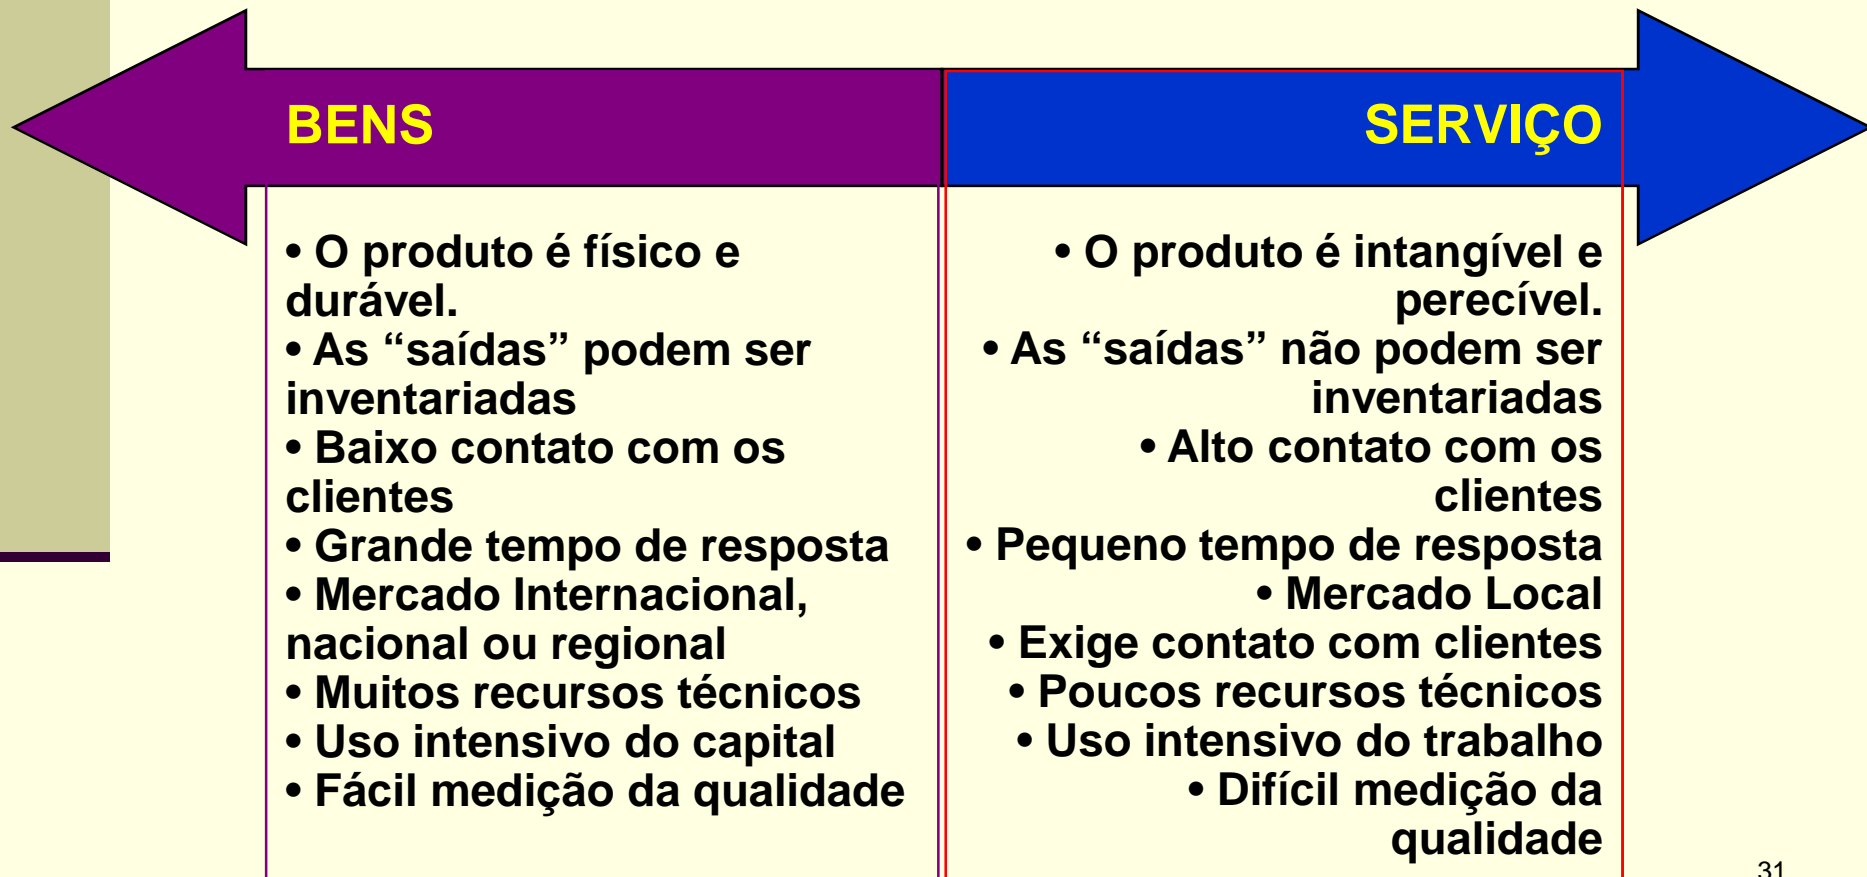 BENS
• O produto é físico e
durável.
• As “saídas” podem ser
inventariadas
• Baixo contato com os
clientes
• Grande tempo de resposta
• Mercado Internacional,
nacional ou regional
• Muitos recursos técnicos
• Uso intensivo do capital
• Fácil medição da qualidade
SERVIÇO
• O produto é intangível e
perecível.
• As “saídas” não podem ser
inventariadas
• Alto contato com os
clientes
• Pequeno tempo de resposta
• Mercado Local
• Exige contato com clientes
• Poucos recursos técnicos
• Uso intensivo do trabalho
• Difícil medição da
qualidade
31